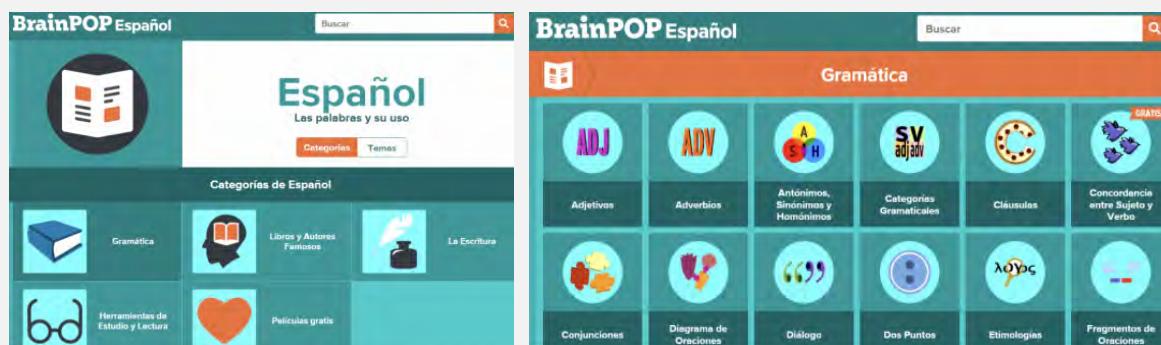 BrainPOP Español
Buscar
Español
Las palabras y su uso
Categorías
Temas
Categorías de Español
Gramática
Libros y Autores
Famosos
La Escritura
Herramientas de
Estudio y Lectura
Películas gratis
BrainPOP Español
Buscar
Gramática
GRATIS
ADJ
ADV
A
S
H
SV
adj adv
C
Adjetivos
Adverbios
Antónimos,
Sinónimos y
Homónimos
Categorías
Gramaticales
Cláusulas
Concordancia
entre Sujeto y
Verbo
λογος
Conjunciones
Diagrama de
Oraciones
Diálogo
Dos Puntos
Etimologías
Fragmentos de
Oraciones